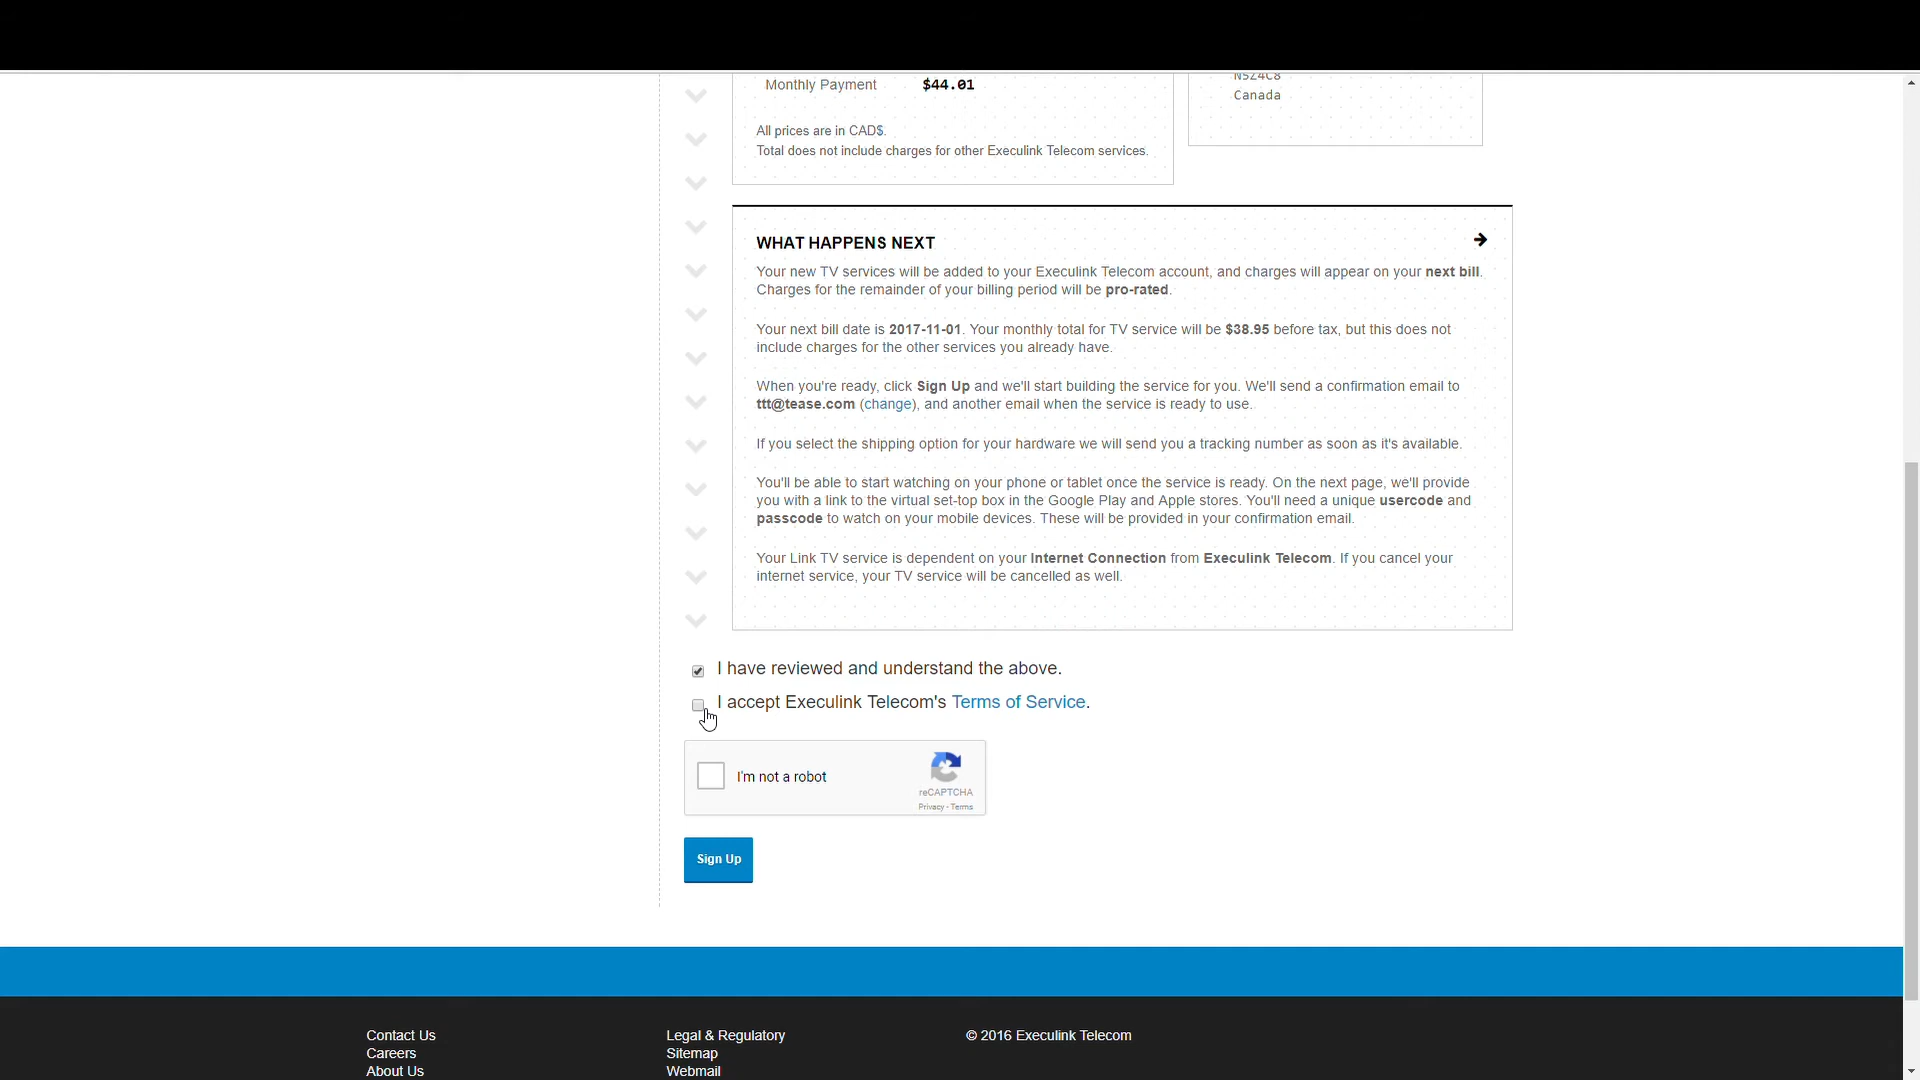 Monthly Payment $44.01
N5Z4C8
Canada
All prices are in CAD$.
Total does not include charges for other Execulink Telecom services.
WHAT HAPPENS NEXT
Your new TV services will be added to your Execulink Telecom account, and charges will appear on your next bill.
Charges for the remainder of your billing period will be pro-rated.
Your next bill date is 2017-11-01. Your monthly total for TV service will be $38.95 before tax, but this does not
include charges for the other services you already have.
When you're ready, click Sign Up and we'll start building the service for you. We'll send a confirmation email to
ttt@tease.com (change), and another email when the service is ready to use.
If you select the shipping option for your hardware we will send you a tracking number as soon as it's available.
You'll be able to start watching on your phone or tablet once the service is ready. On the next page, we'll provide
you with a link to the virtual set-top box in the Google Play and Apple stores. You'll need a unique usercode and
passcode to watch on your mobile devices. These will be provided in your confirmation email.
Your Link TV service is dependent on your Internet Connection from Execulink Telecom. If you cancel your
internet service, your TV service will be cancelled as well.
I have reviewed and understand the above.
I accept Execulink Telecom's Terms of Service.
I'm not a robot
reCAPTCHA
Privacy - Terms
Sign Up
Contact Us
Careers
About Us
Legal & Regulatory
Sitemap
Webmail
© 2016 Execulink Telecom